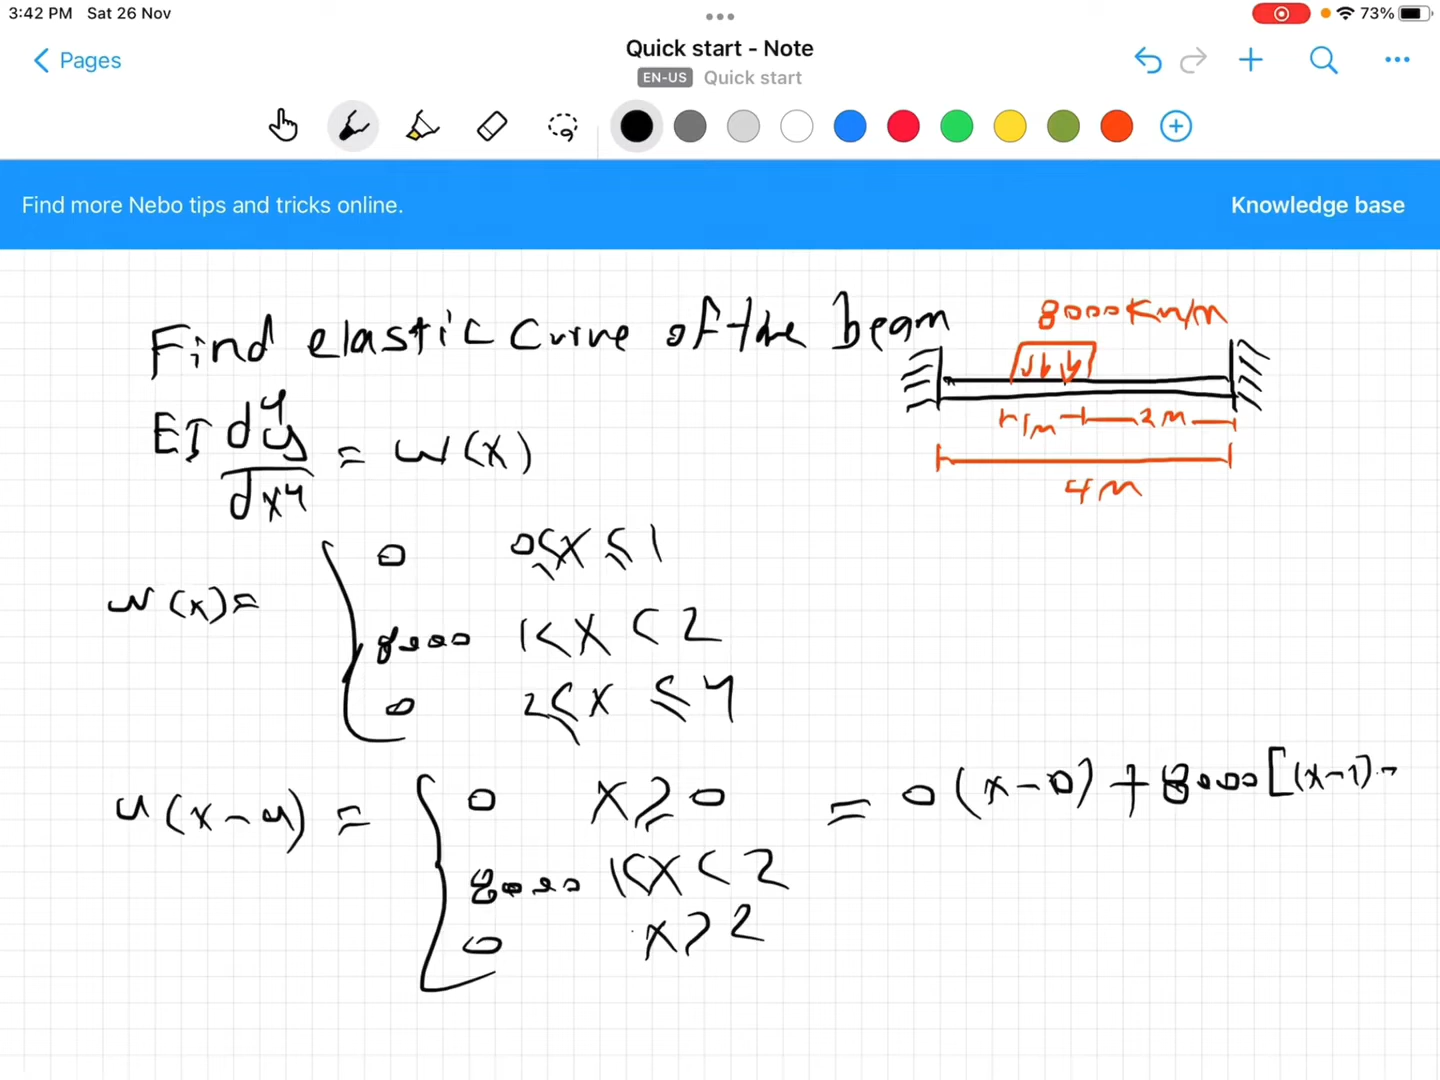 3:42 PM Sat 26 Nov
73%
Pages
Quick start - Note
EN-US Quick start
Find more Nebo tips and tricks online.
Knowledge base
Find elastic Curve of the beam
8000 Kn/m
1m 2m
4m
EI d⁴y/dx⁴ = w(x)
w(x) =
0 0≤x≤1
8000 1<x<2
0 2≤x≤4
u(x-a) =
0 x≥0
8000 1<x<2
0 x>2
= 0(x-0) + 8000[(x-1)-